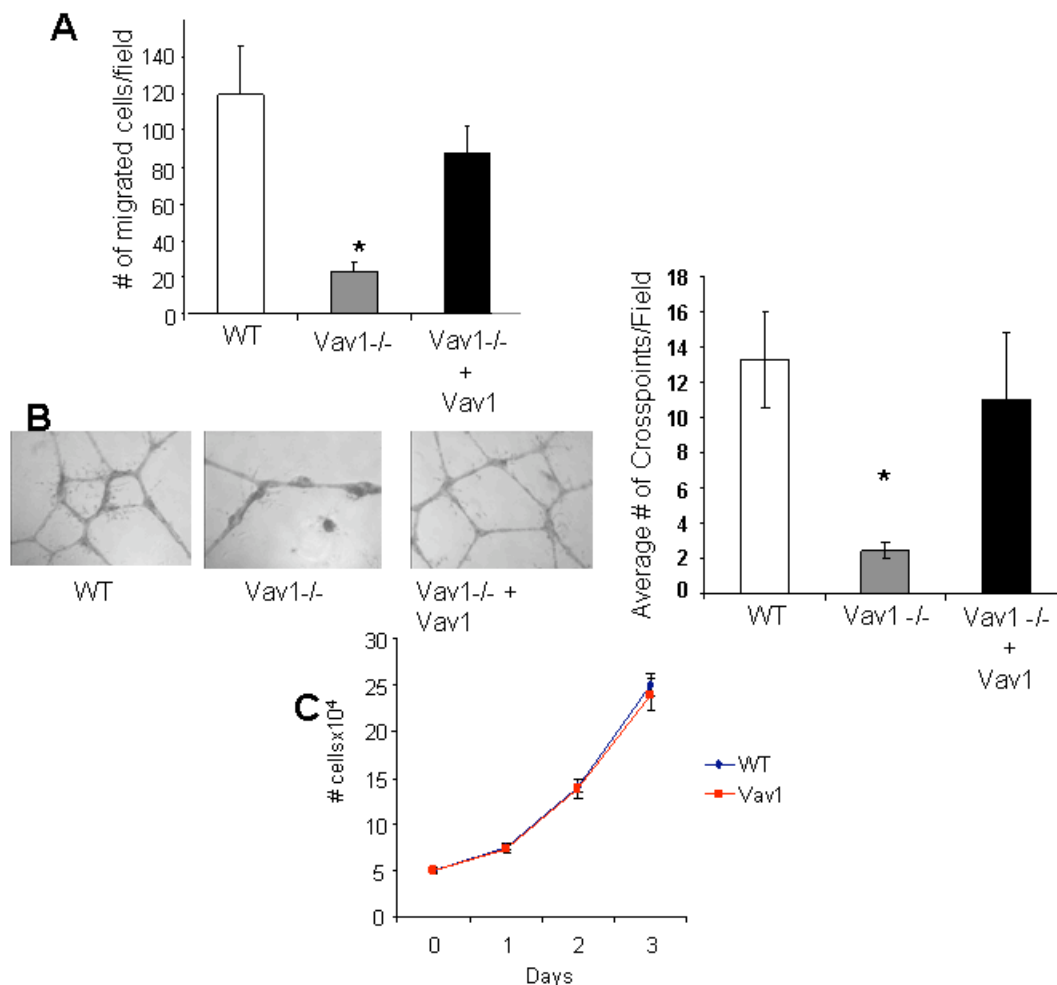 A
# of migrated cells/field
140
120
100
80
60
40
20
0
*
WT
Vav1-/-
Vav1-/-
+
Vav1
B
WT
Vav1-/-
Vav1-/- +
Vav1
Average # of Crosspoints/Field
18
16
14
12
10
8
6
4
2
0
*
WT
Vav1 -/-
Vav1 -/-
+
Vav1
C
# cellsx10⁴
30
25
20
15
10
5
0
0 1 2 3
Days
WT
Vav1